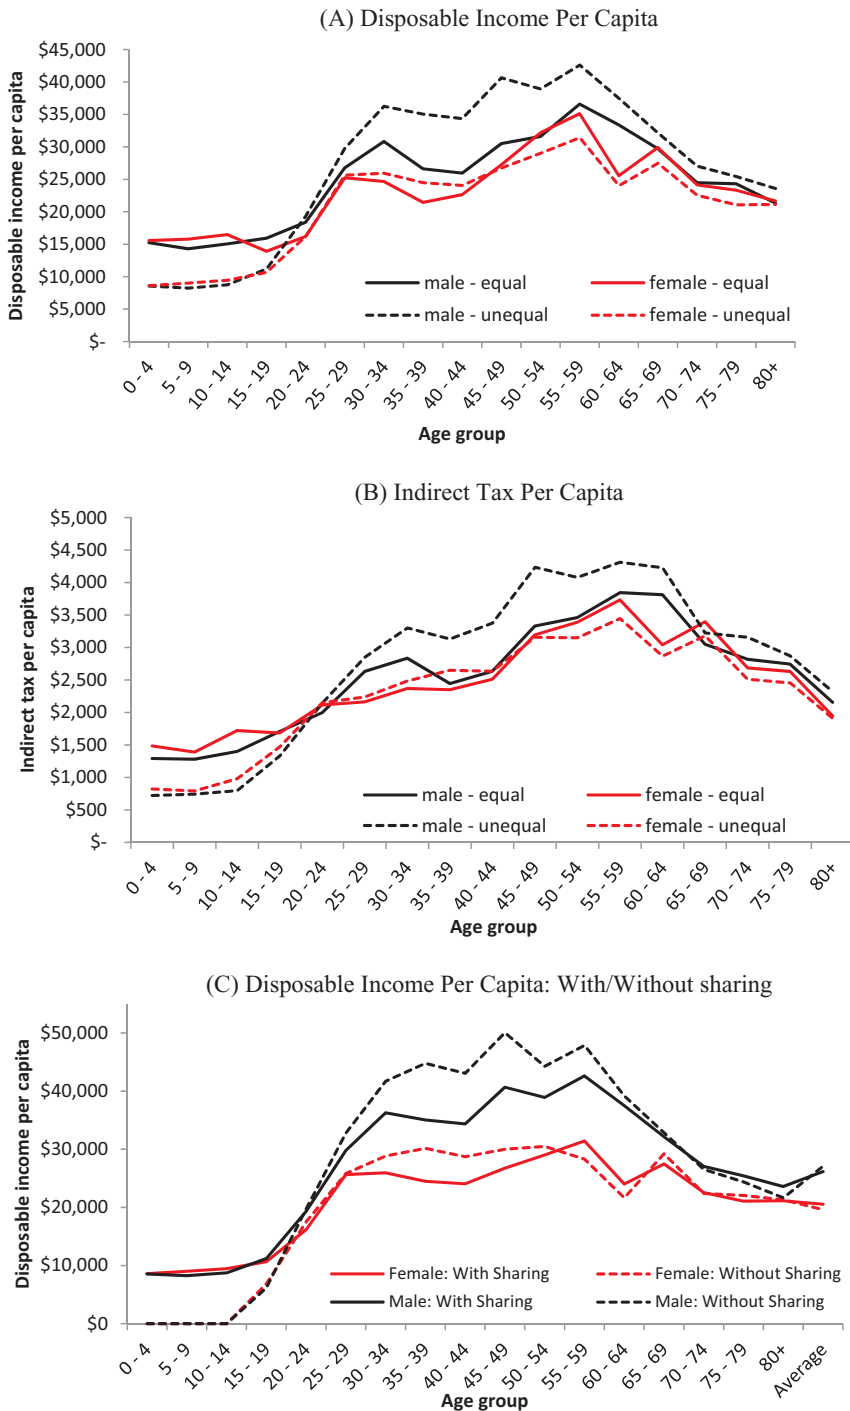 (A) Disposable Income Per Capita
$45,000
$40,000
$35,000
$30,000
$25,000
$20,000
$15,000
$10,000
$5,000
$-
Disposable income per capita
male - equal
female - equal
male - unequal
female - unequal
0 - 4
5 - 9
10 - 14
15 - 19
20 - 24
25 - 29
30 - 34
35 - 39
40 - 44
45 - 49
50 - 54
55 - 59
60 - 64
65 - 69
70 - 74
75 - 79
80+
Age group
(B) Indirect Tax Per Capita
$5,000
$4,500
$4,000
$3,500
$3,000
$2,500
$2,000
$1,500
$1,000
$500
$-
Indirect tax per capita
male - equal
female - equal
male - unequal
female - unequal
0 - 4
5 - 9
10 - 14
15 - 19
20 - 24
25 - 29
30 - 34
35 - 39
40 - 44
45 - 49
50 - 54
55 - 59
60 - 64
65 - 69
70 - 74
75 - 79
80+
Age group
(C) Disposable Income Per Capita: With/Without sharing
$50,000
$40,000
$30,000
$20,000
$10,000
$0
Disposable income per capita
Female: With Sharing
Female: Without Sharing
Male: With Sharing
Male: Without Sharing
0 - 4
5 - 9
10 - 14
15 - 19
20 - 24
25 - 29
30 - 34
35 - 39
40 - 44
45 - 49
50 - 54
55 - 59
60 - 64
65 - 69
70 - 74
75 - 79
80+
Average
Age group